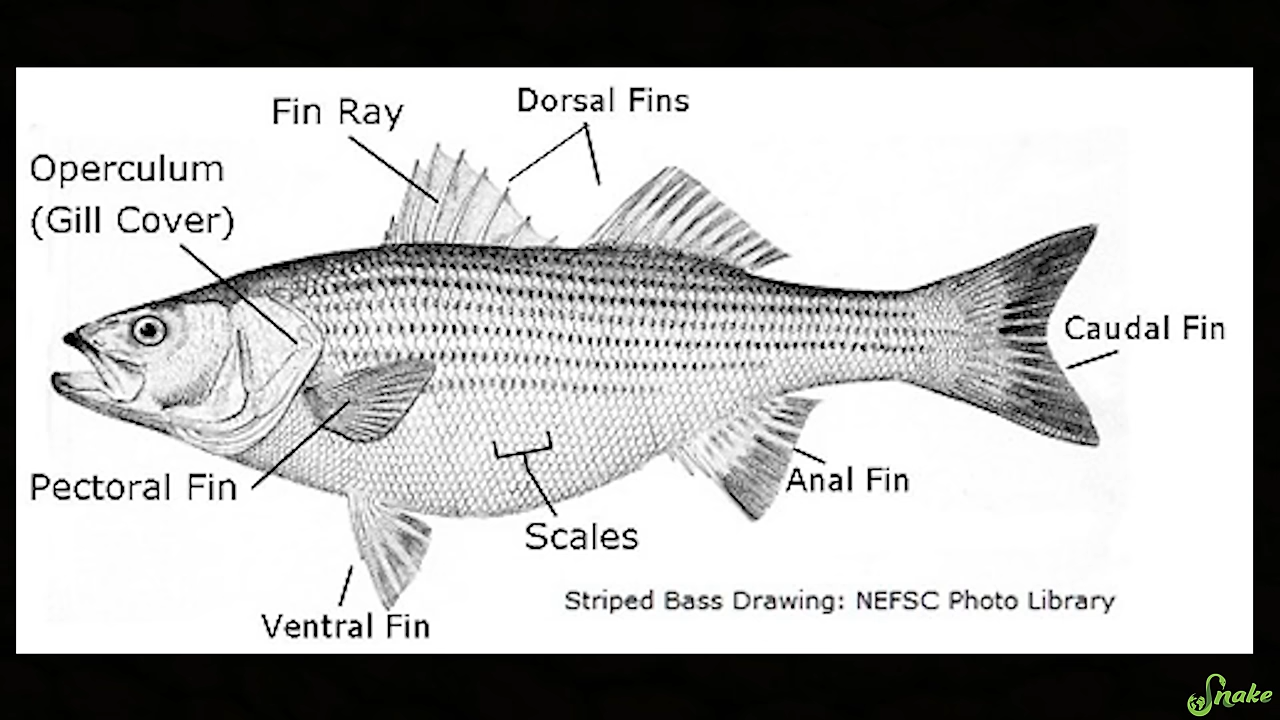 Fin Ray
Dorsal Fins
Operculum
(Gill Cover)
Caudal Fin
Pectoral Fin
Anal Fin
Scales
Ventral Fin
Striped Bass Drawing: NEFSC Photo Library
Snake